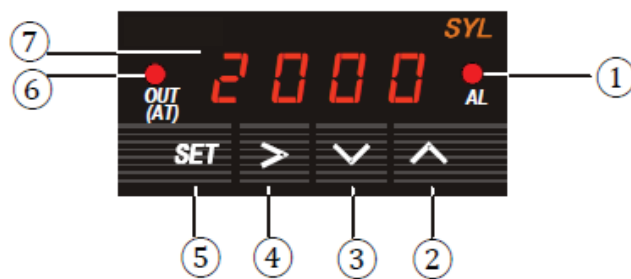 SYL
⑦
2000
⑥
①
OUT
(AT)
AL
SET > ∨ ∧
⑤ ④ ③ ②